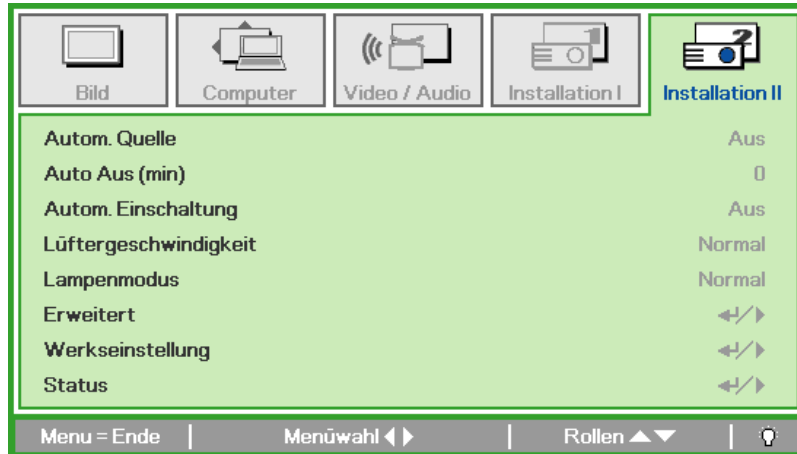 Bild Computer Video / Audio Installation I Installation II
Autom. Quelle Aus
Auto Aus (min) 0
Autom. Einschaltung Aus
Lüftergeschwindigkeit Normal
Lampenmodus Normal
Erweitert
Werkseinstellung
Status
Menu = Ende | Menüwahl | Rollen |